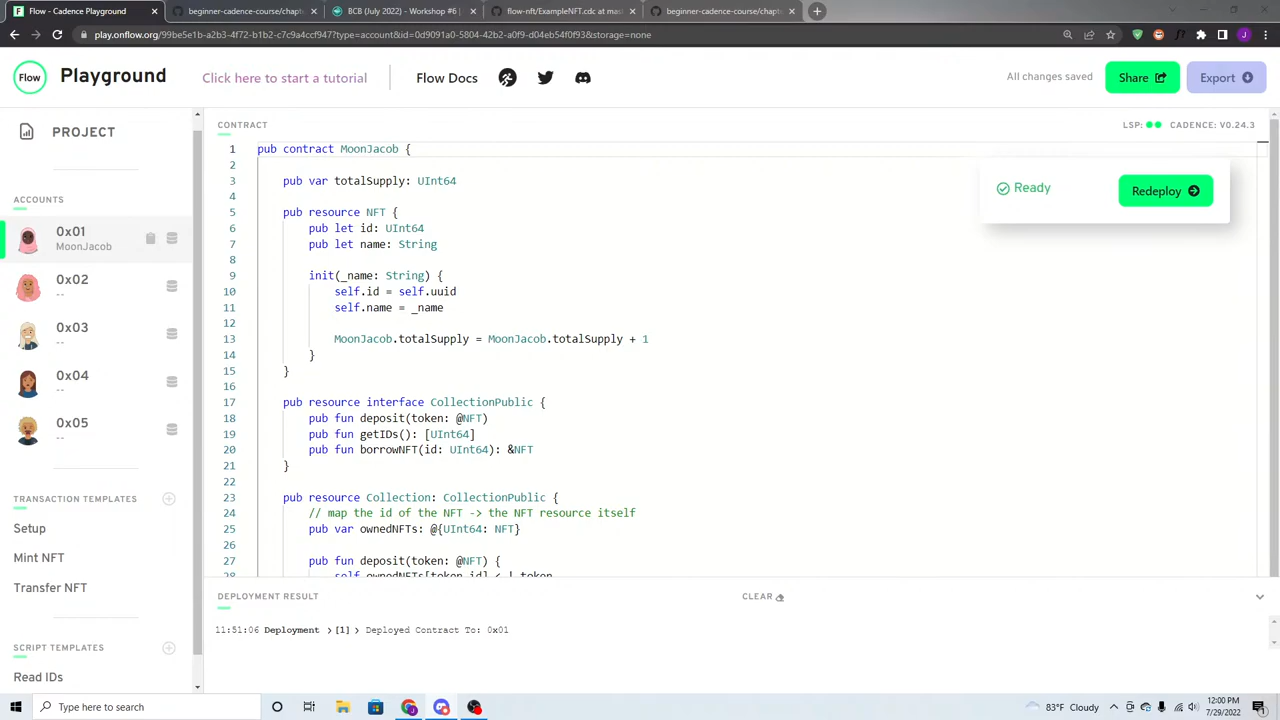 Flow - Cadence Playground
beginner-cadence-course/chapte
BCB (July 2022) - Workshop #6 |
flow-nft/ExampleNFT.cdc at mas
beginner-cadence-course/chapte
play.onflow.org/99be5e1b-a2b3-4f72-b1b2-c7c9a4ccf947?type=account&id=0d9091a0-5804-42b2-a0f9-d04eb54f0f93&storage=none
Flow
Playground
Click here to start a tutorial
Flow Docs
All changes saved
Share
Export
PROJECT
ACCOUNTS
0x01
MoonJacob
0x02
--
0x03
--
0x04
--
0x05
--
TRANSACTION TEMPLATES
Setup
Mint NFT
Transfer NFT
SCRIPT TEMPLATES
Read IDs
CONTRACT
LSP:
CADENCE: V0.24.3
Ready
Redeploy
1 pub contract MoonJacob {
2
3 pub var totalSupply: UInt64
4
5 pub resource NFT {
6 pub let id: UInt64
7 pub let name: String
8
9 init(_name: String) {
10 self.id = self.uuid
11 self.name = _name
12
13 MoonJacob.totalSupply = MoonJacob.totalSupply + 1
14 }
15 }
16
17 pub resource interface CollectionPublic {
18 pub fun deposit(token: @NFT)
19 pub fun getIDs(): [UInt64]
20 pub fun borrowNFT(id: UInt64): &NFT
21 }
22
23 pub resource Collection: CollectionPublic {
24 // map the id of the NFT -> the NFT resource itself
25 pub var ownedNFTs: @{UInt64: NFT}
26
27 pub fun deposit(token: @NFT) {
28 self.ownedNFTs[token.id] <-! token
DEPLOYMENT RESULT
CLEAR
11:51:06 Deployment > [1] > Deployed Contract To: 0x01
Type here to search
83°F Cloudy
12:00 PM
7/29/2022